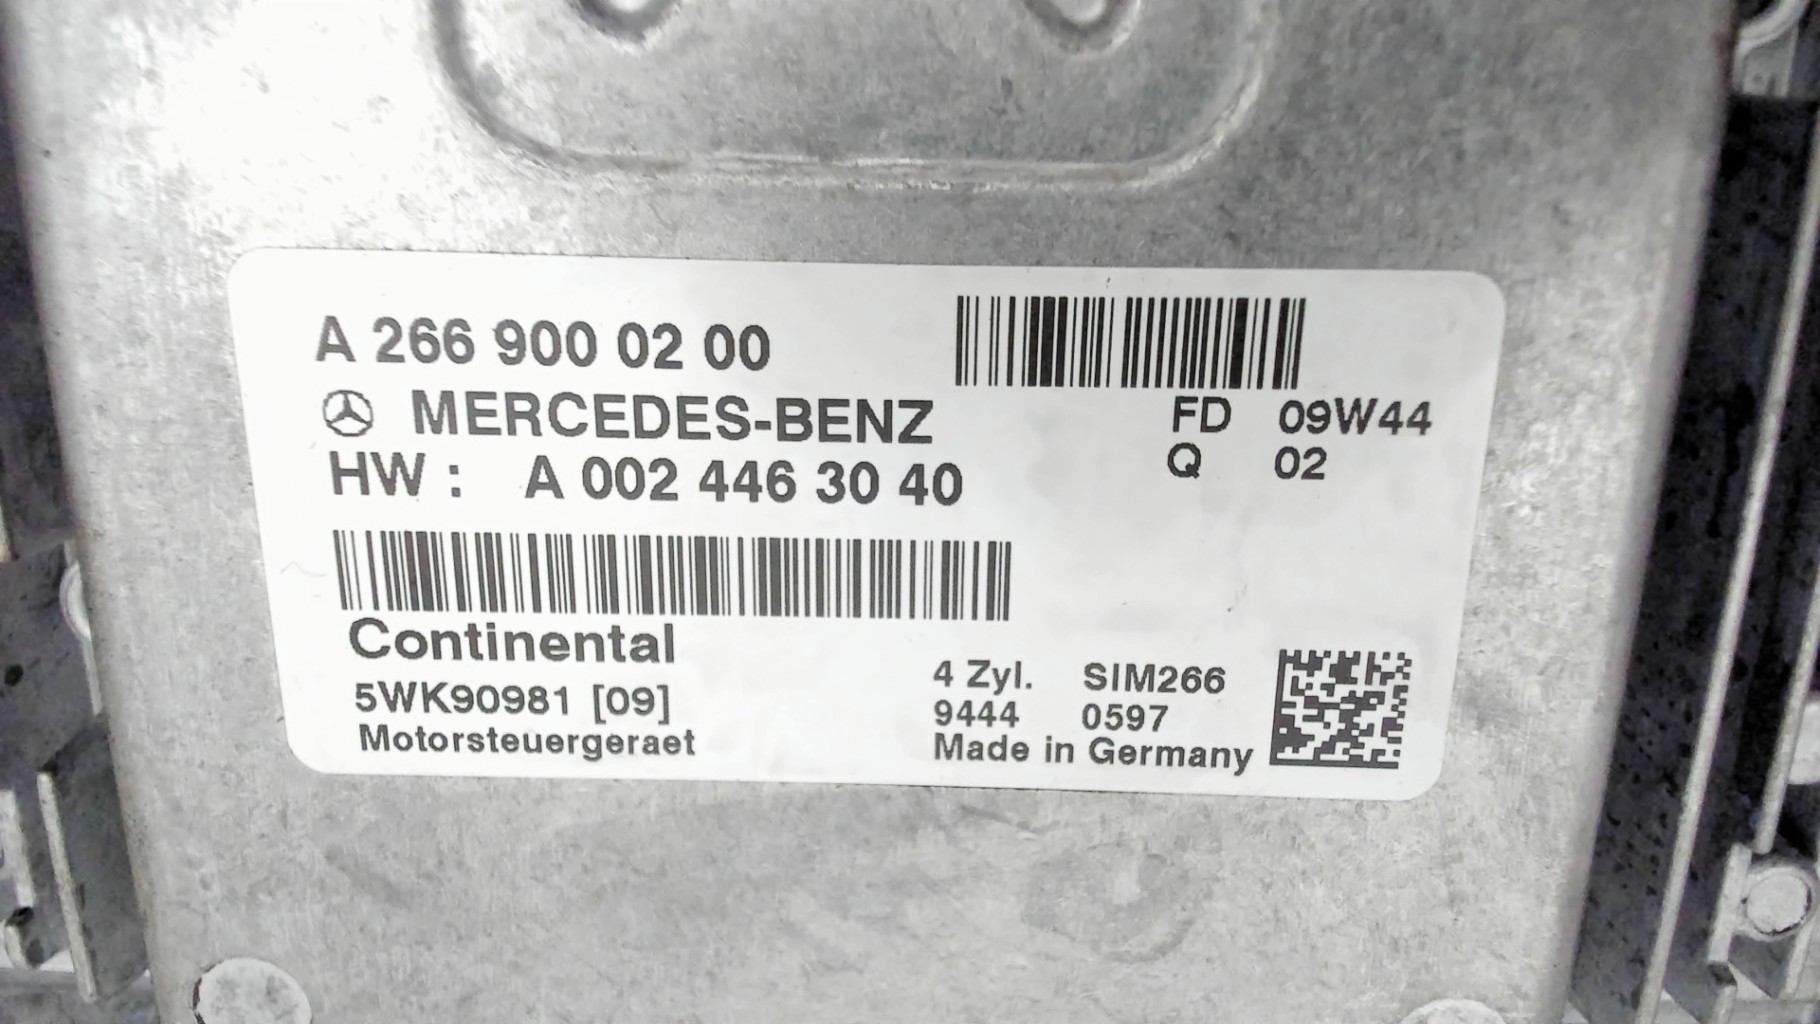 A 266 900 02 00
MERCEDES-BENZ
HW : A 002 446 30 40
FD 09W44
Q 02
Continental
5WK90981 [09]
Motorsteuergeraet
4 Zyl. SIM266
9444 0597
Made in Germany